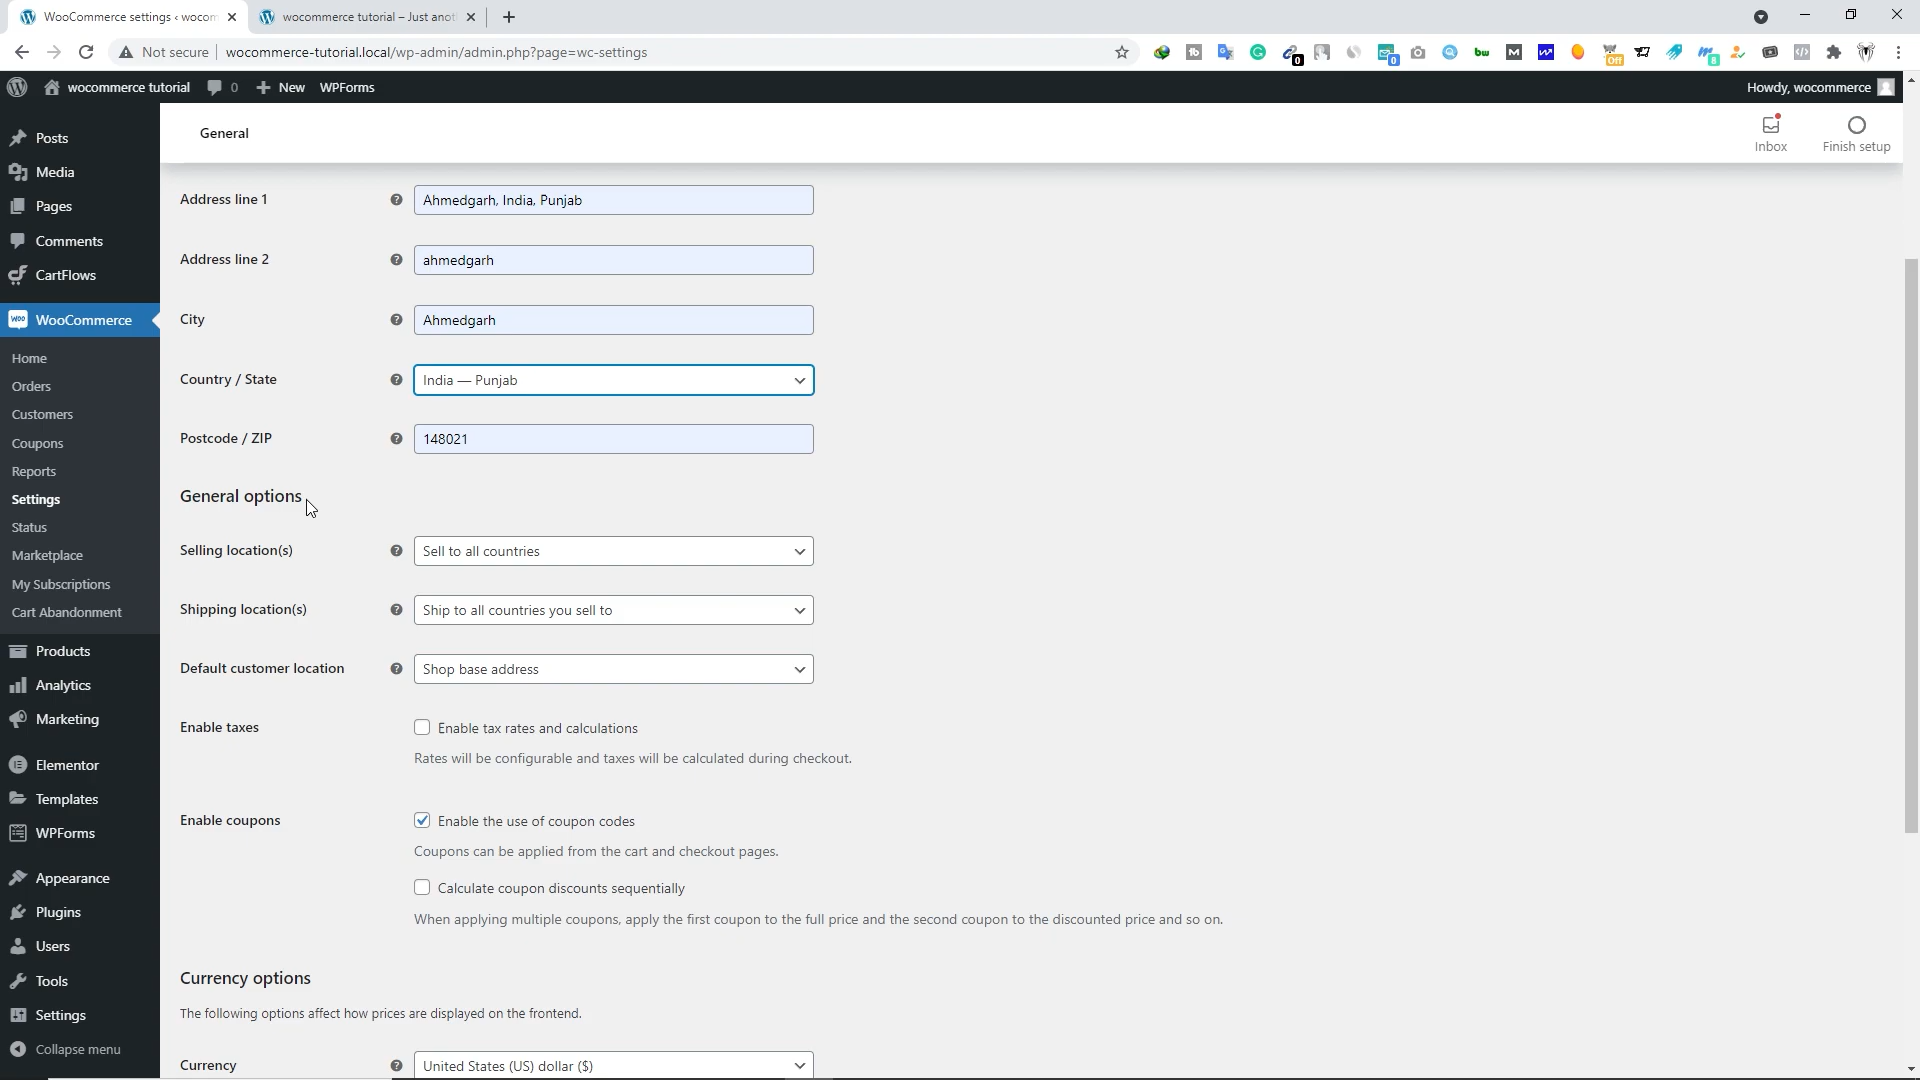 WooCommerce settings ‹ wocom
wocommerce tutorial – Just anot
Not secure
wocommerce-tutorial.local/wp-admin/admin.php?page=wc-settings
wocommerce tutorial
0
New
WPForms
Howdy, wocommerce
Posts
Media
Pages
Comments
CartFlows
WooCommerce
Home
Orders
Customers
Coupons
Reports
Settings
Status
Marketplace
My Subscriptions
Cart Abandonment
Products
Analytics
Marketing
Elementor
Templates
WPForms
Appearance
Plugins
Users
Tools
Settings
Collapse menu
General
Inbox
Finish setup
Address line 1
Ahmedgarh, India, Punjab
Address line 2
ahmedgarh
City
Ahmedgarh
Country / State
India — Punjab
Postcode / ZIP
148021
General options
Selling location(s)
Sell to all countries
Shipping location(s)
Ship to all countries you sell to
Default customer location
Shop base address
Enable taxes
Enable tax rates and calculations
Rates will be configurable and taxes will be calculated during checkout.
Enable coupons
Enable the use of coupon codes
Coupons can be applied from the cart and checkout pages.
Calculate coupon discounts sequentially
When applying multiple coupons, apply the first coupon to the full price and the second coupon to the discounted price and so on.
Currency options
The following options affect how prices are displayed on the frontend.
Currency
United States (US) dollar ($)